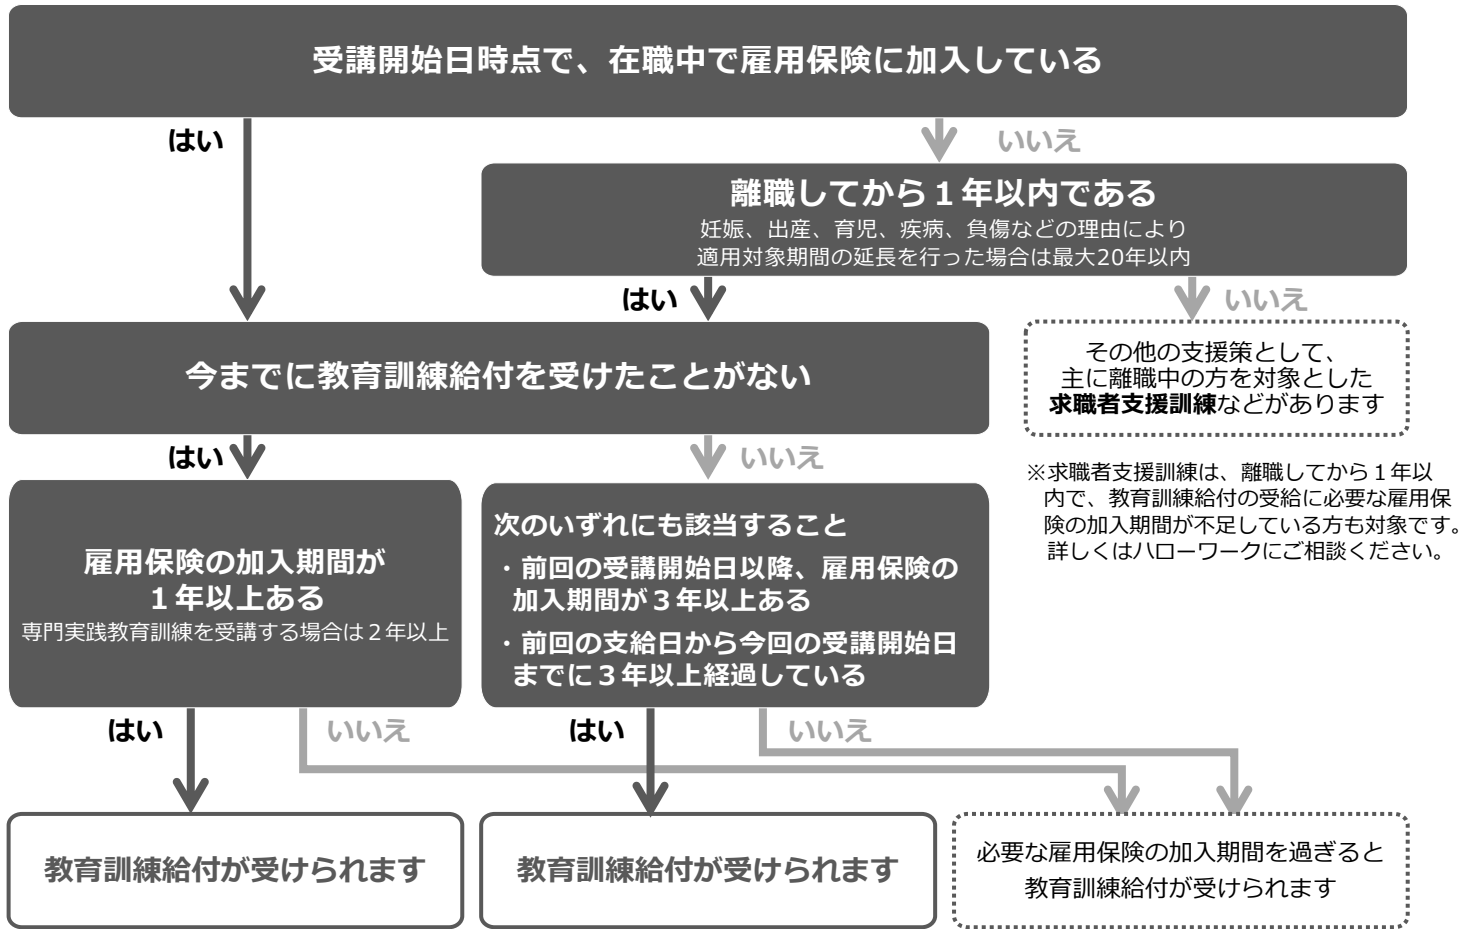 受講開始日時点で、在職中で雇用保険に加入している
はい
いいえ
離職してから１年以内である
妊娠、出産、育児、疾病、負傷などの理由により
適用対象期間の延長を行った場合は最大20年以内
はい
いいえ
今までに教育訓練給付を受けたことがない
その他の支援策として、
主に離職中の方を対象とした
求職者支援訓練などがあります
※求職者支援訓練は、離職してから１年以
内で、教育訓練給付の受給に必要な雇用保
険の加入期間が不足している方も対象です。
詳しくはハローワークにご相談ください。
はい
いいえ
雇用保険の加入期間が
１年以上ある
専門実践教育訓練を受講する場合は２年以上
次のいずれにも該当すること
・前回の受講開始日以降、雇用保険の
加入期間が３年以上ある
・前回の支給日から今回の受講開始日
までに３年以上経過している
はい
いいえ
はい
いいえ
教育訓練給付が受けられます
教育訓練給付が受けられます
必要な雇用保険の加入期間を過ぎると
教育訓練給付が受けられます